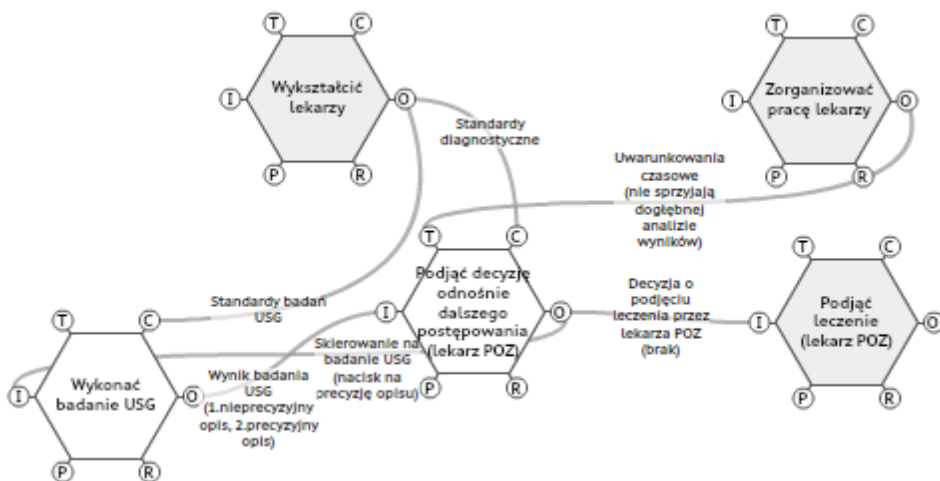 T
C
I
Wykształcić
lekarzy
O
P
R
T
C
I
Zorganizować
pracę lekarzy
O
P
R
Standardy
diagnostyczne
Uwarunkowania
czasowe
(nie sprzyjają
dogłębnej
analizie
wyników)
T
C
I
Podjąć decyzję
odnośnie
dalszego
postępowania
(lekarz POZ)
O
P
R
Decyzja o
podjęciu
leczenia przez
lekarza POZ
(brak)
T
C
I
Podjąć
leczenie
(lekarz POZ)
O
P
R
Standardy badań
USG
Skierowanie na
badanie USG
(nacisk na
precyzję opisu)
T
C
I
Wykonać
badanie USG
O
P
R
Wynik badania
USG
(1.nieprecyzyjny
opis, 2.precyzyjny
opis)